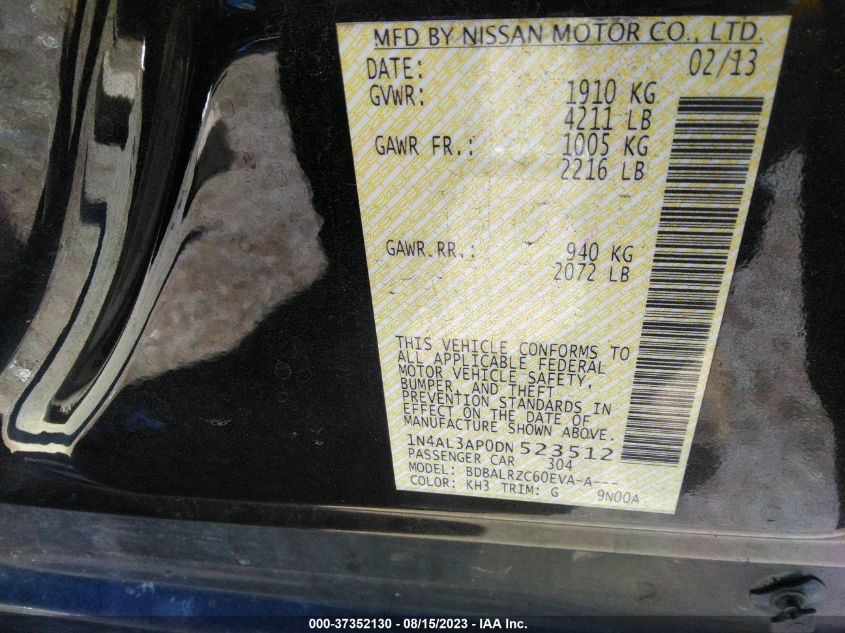 MFD BY NISSAN MOTOR CO., LTD.
DATE: 02/13
GVWR: 1910 KG
4211 LB
GAWR FR.: 1005 KG
2216 LB
GAWR.RR.: 940 KG
2072 LB
THIS VEHICLE CONFORMS TO
ALL APPLICABLE FEDERAL
MOTOR VEHICLE SAFETY,
BUMPER, AND THEFT
PREVENTION STANDARDS IN
EFFECT ON THE DATE OF
MANUFACTURE SHOWN ABOVE.
1N4AL3AP0DN 523512
PASSENGER CAR 304
MODEL: BDBALRZC60EVA-A---
COLOR: KH3 TRIM: G 9N00A
000-37352130 - 08/15/2023 - IAA Inc.